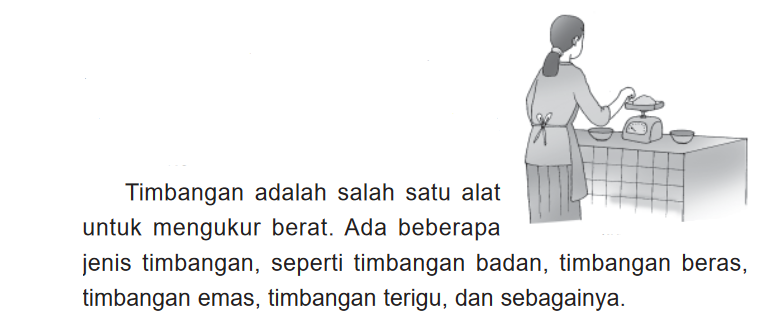 Timbangan adalah salah satu alat
untuk mengukur berat. Ada beberapa
jenis timbangan, seperti timbangan badan, timbangan beras,
timbangan emas, timbangan terigu, dan sebagainya.